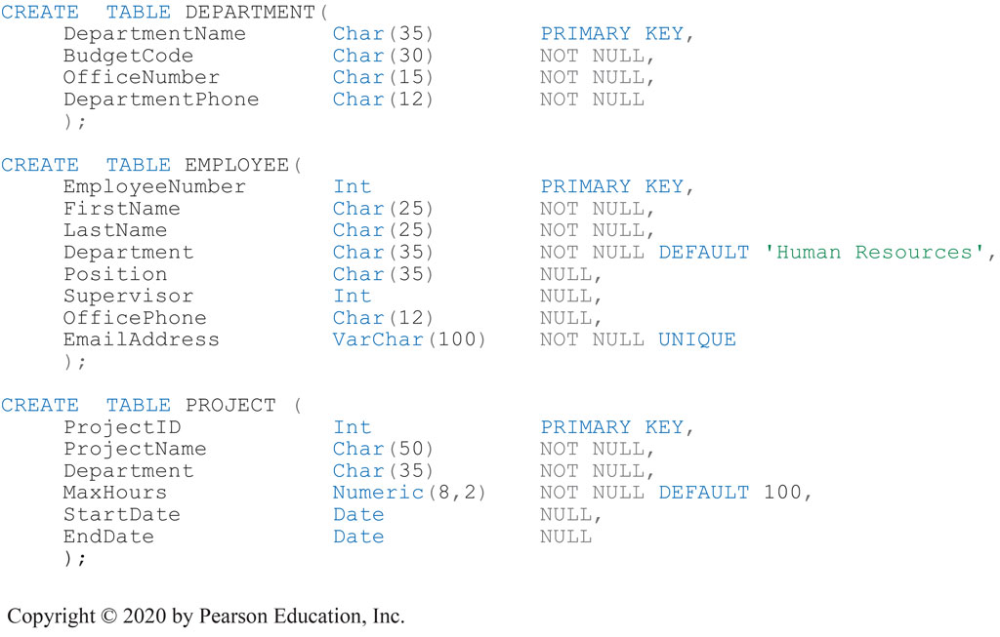 CREATE TABLE DEPARTMENT(
DepartmentName Char(35) PRIMARY KEY,
BudgetCode Char(30) NOT NULL,
OfficeNumber Char(15) NOT NULL,
DepartmentPhone Char(12) NOT NULL
);
CREATE TABLE EMPLOYEE(
EmployeeNumber Int PRIMARY KEY,
FirstName Char(25) NOT NULL,
LastName Char(25) NOT NULL,
Department Char(35) NOT NULL DEFAULT 'Human Resources',
Position Char(35) NULL,
Supervisor Int NULL,
OfficePhone Char(12) NULL,
EmailAddress VarChar(100) NOT NULL UNIQUE
);
CREATE TABLE PROJECT (
ProjectID Int PRIMARY KEY,
ProjectName Char(50) NOT NULL,
Department Char(35) NOT NULL,
MaxHours Numeric(8,2) NOT NULL DEFAULT 100,
StartDate Date NULL,
EndDate Date NULL
);
Copyright © 2020 by Pearson Education, Inc.